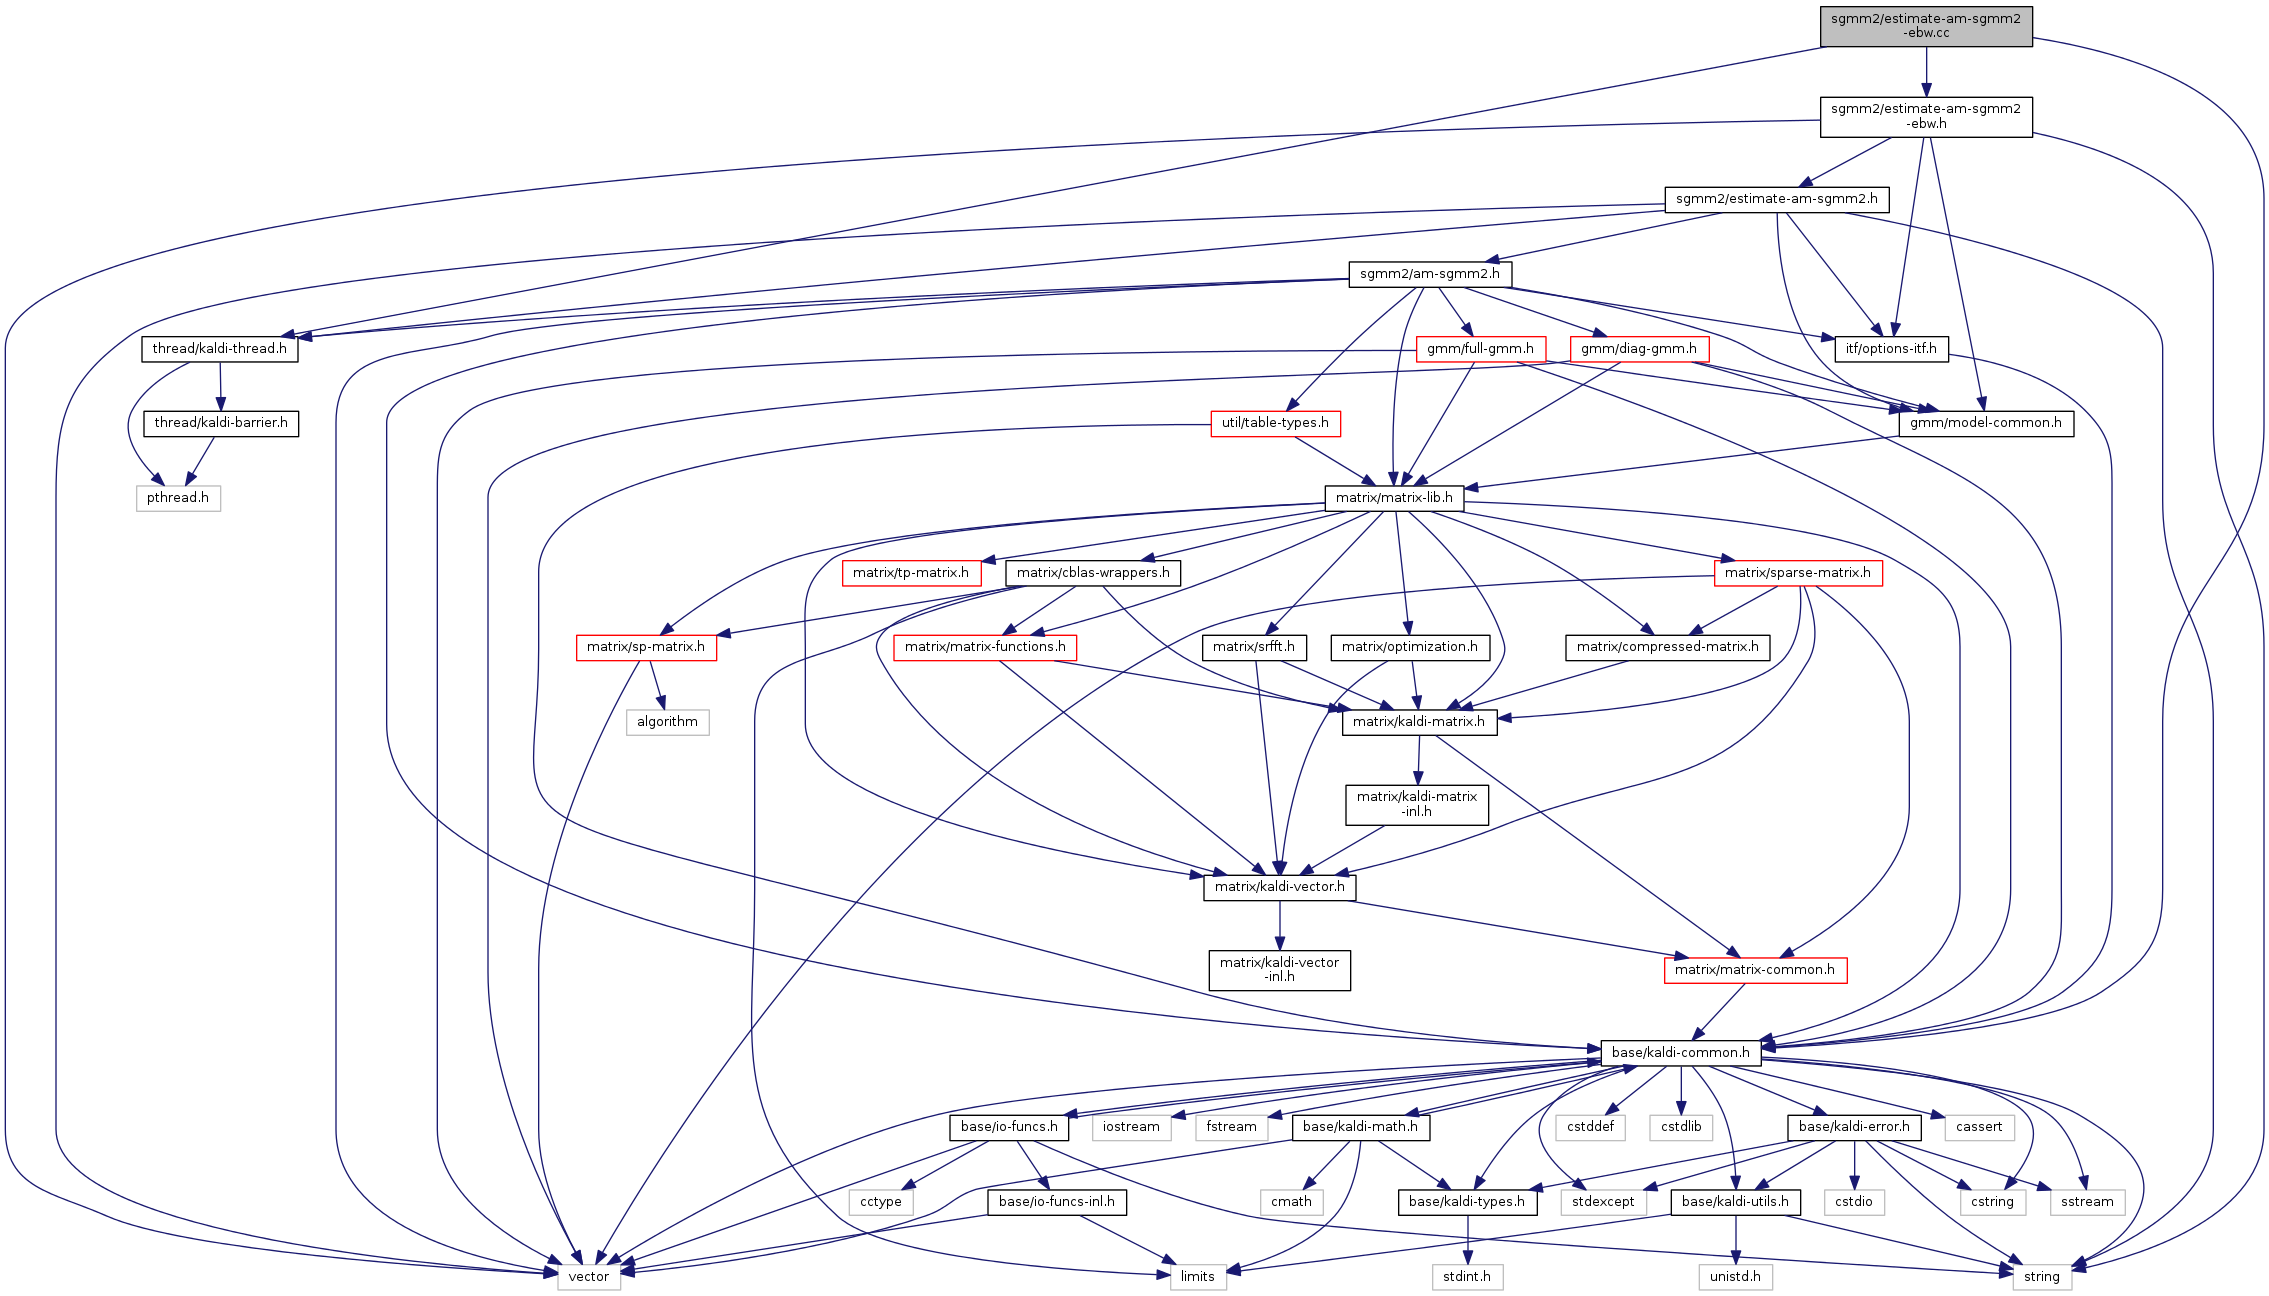 sgmm2/estimate-am-sgmm2
-ebw.cc
sgmm2/estimate-am-sgmm2
-ebw.h
sgmm2/estimate-am-sgmm2.h
sgmm2/am-sgmm2.h
thread/kaldi-thread.h
gmm/full-gmm.h
gmm/diag-gmm.h
itf/options-itf.h
thread/kaldi-barrier.h
util/table-types.h
gmm/model-common.h
pthread.h
matrix/matrix-lib.h
matrix/tp-matrix.h
matrix/cblas-wrappers.h
matrix/sparse-matrix.h
matrix/sp-matrix.h
matrix/matrix-functions.h
matrix/srfft.h
matrix/optimization.h
matrix/compressed-matrix.h
algorithm
matrix/kaldi-matrix.h
matrix/kaldi-matrix
-inl.h
matrix/kaldi-vector.h
matrix/kaldi-vector
-inl.h
matrix/matrix-common.h
base/kaldi-common.h
base/io-funcs.h
iostream
fstream
base/kaldi-math.h
cstddef
cstdlib
base/kaldi-error.h
cassert
cctype
base/io-funcs-inl.h
cmath
base/kaldi-types.h
stdexcept
base/kaldi-utils.h
cstdio
cstring
sstream
vector
limits
stdint.h
unistd.h
string